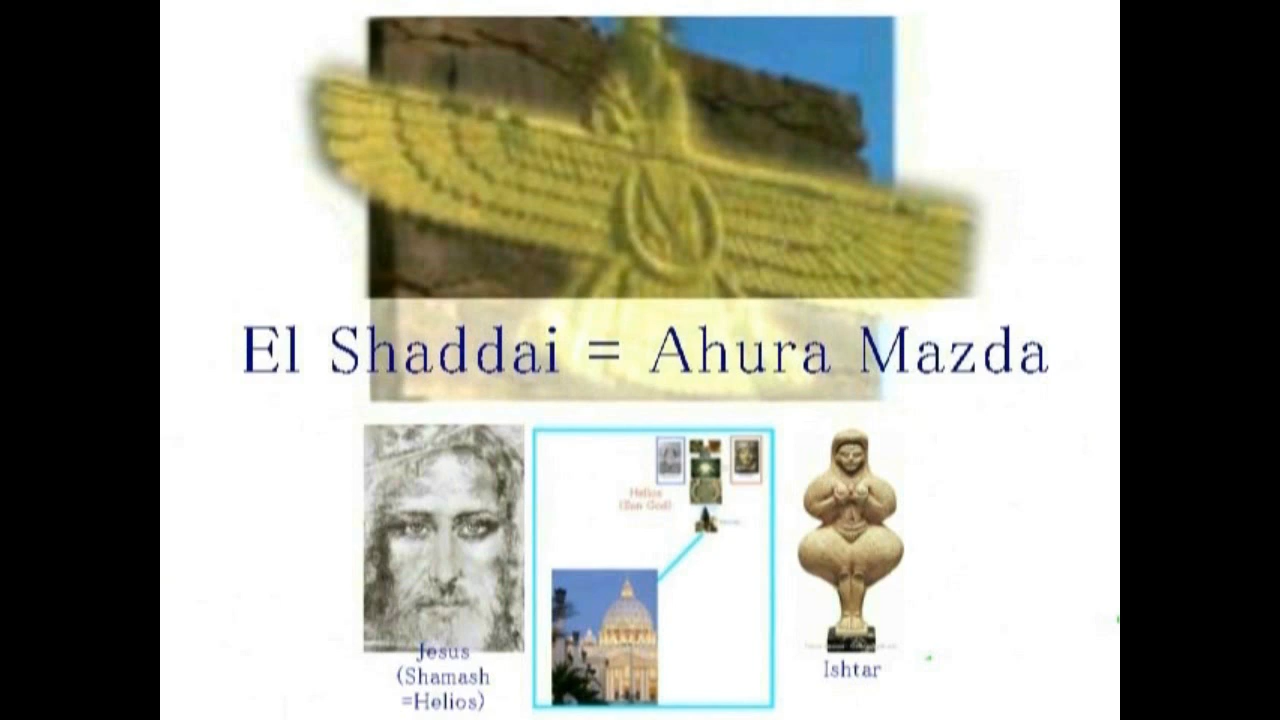 El Shaddai = Ahura Mazda
Helios
(Sun God)
Jesus
(Shamash
=Helios)
Ishtar